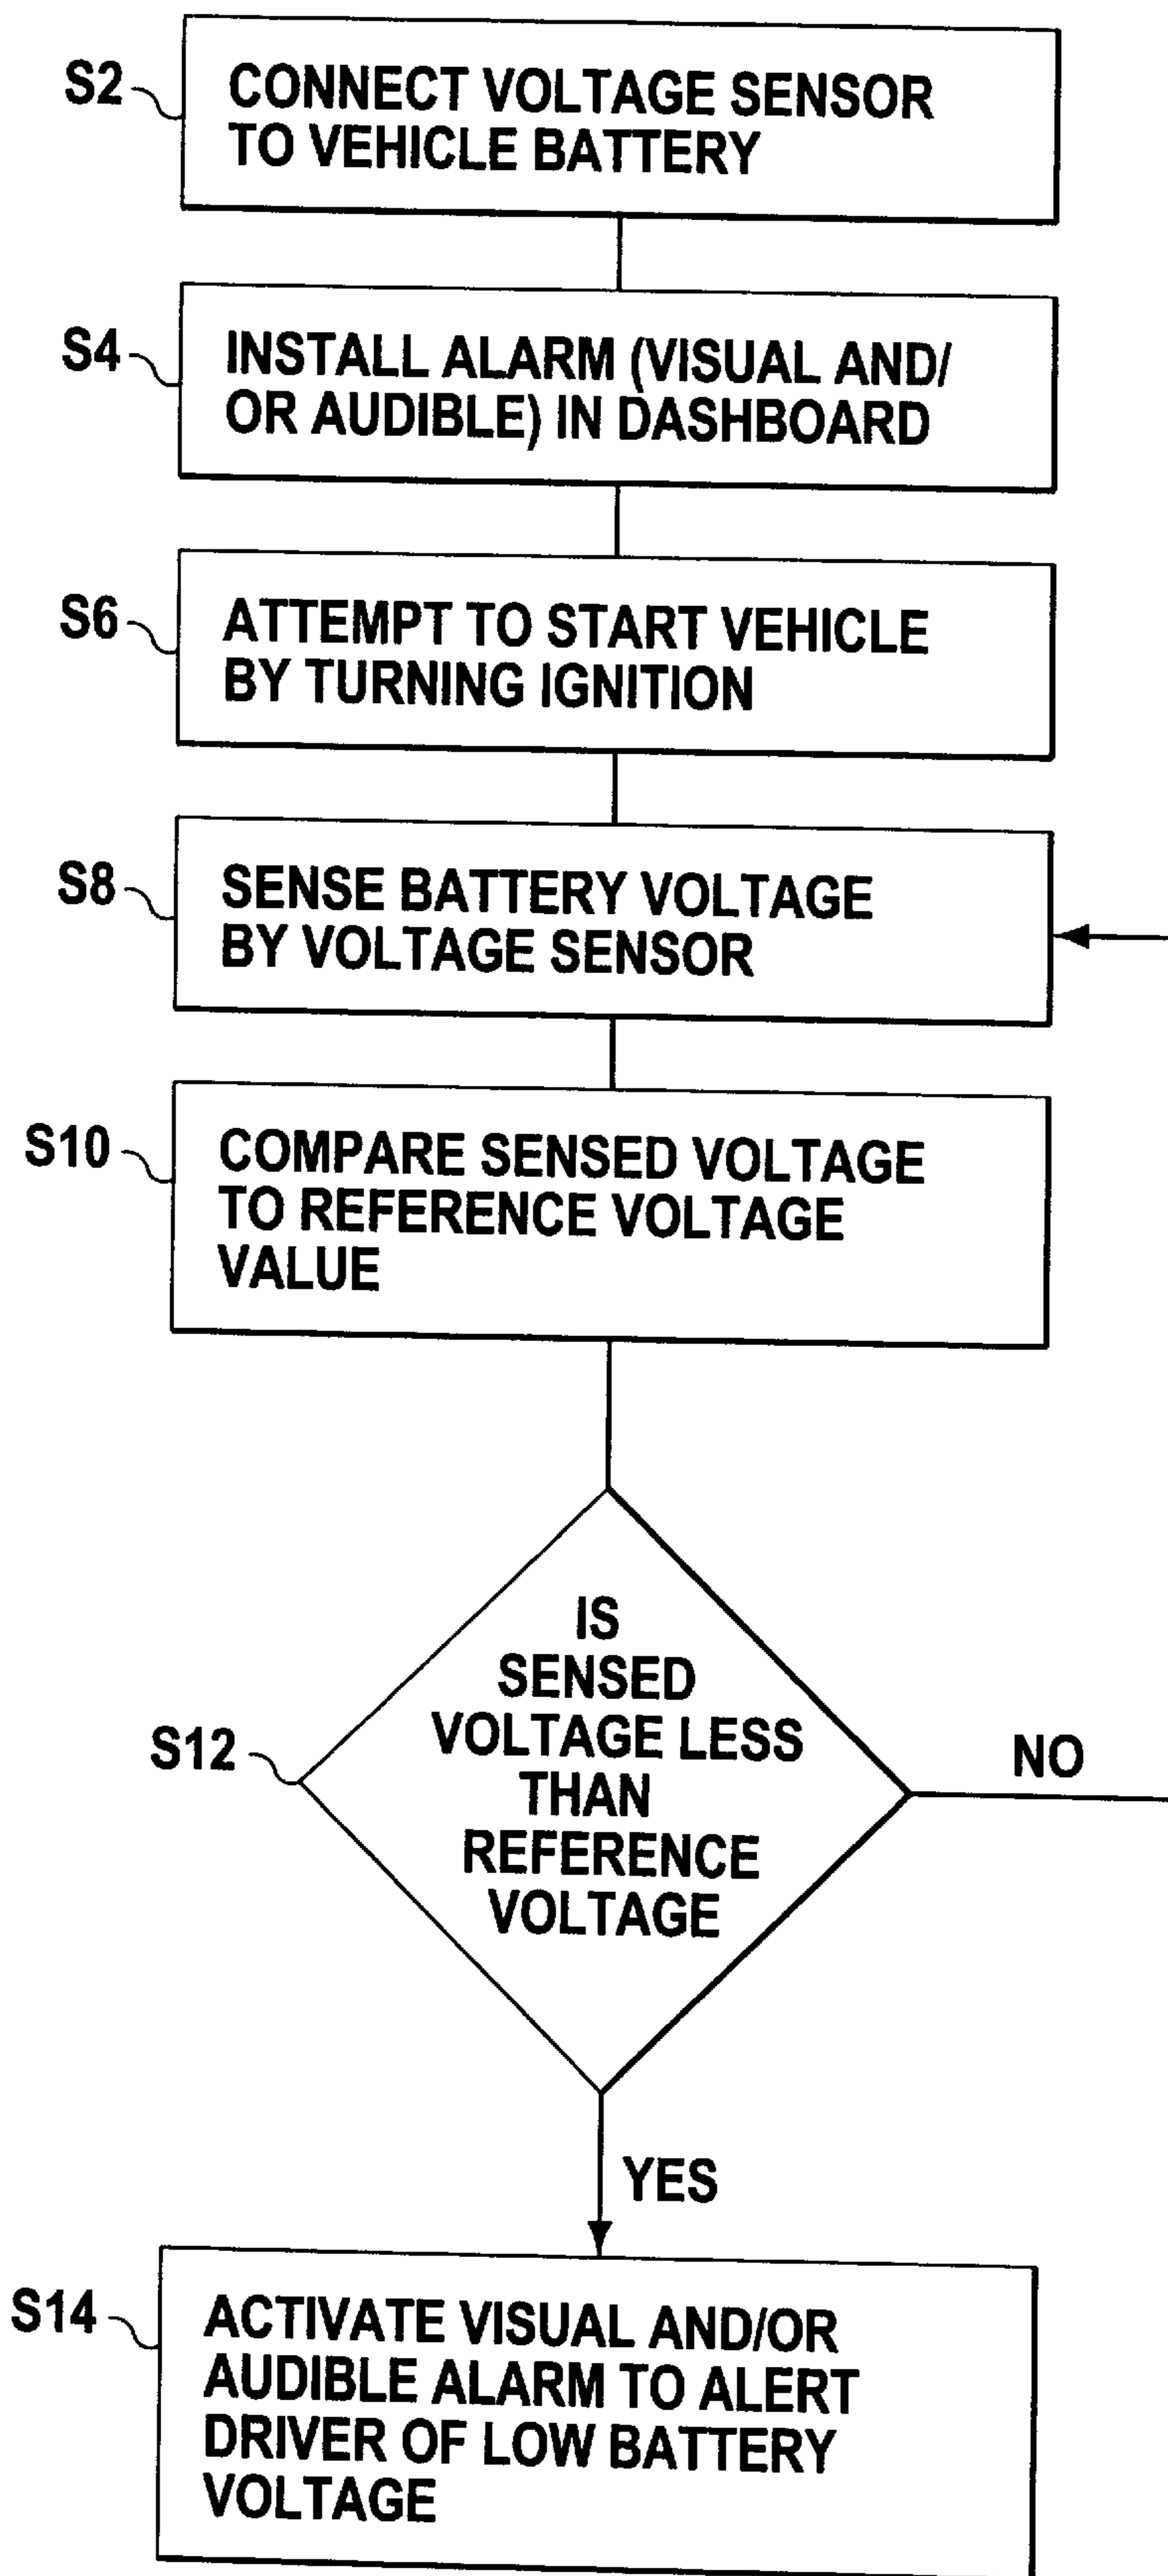 S2
CONNECT VOLTAGE SENSOR
TO VEHICLE BATTERY
S4
INSTALL ALARM (VISUAL AND/
OR AUDIBLE) IN DASHBOARD
S6
ATTEMPT TO START VEHICLE
BY TURNING IGNITION
S8
SENSE BATTERY VOLTAGE
BY VOLTAGE SENSOR
S10
COMPARE SENSED VOLTAGE
TO REFERENCE VOLTAGE
VALUE
S12
IS
SENSED
VOLTAGE LESS
THAN
REFERENCE
VOLTAGE
NO
YES
S14
ACTIVATE VISUAL AND/OR
AUDIBLE ALARM TO ALERT
DRIVER OF LOW BATTERY
VOLTAGE